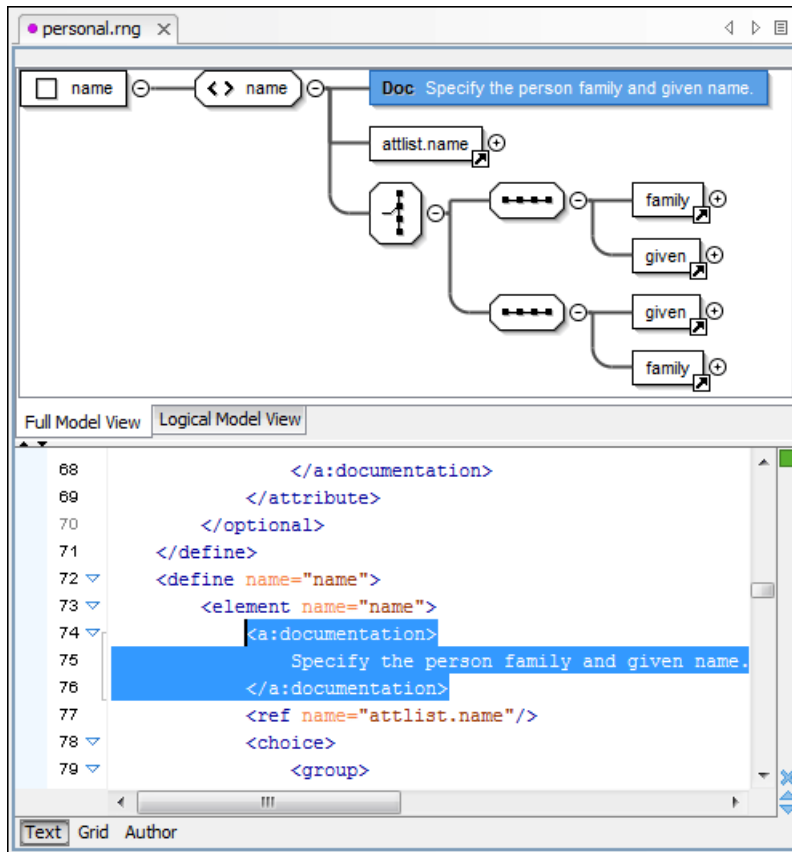 personal.rng
name
name
Doc Specify the person family and given name.
attlist.name
family
given
given
family
Full Model View
Logical Model View
68 </a:documentation>
69 </attribute>
70 </optional>
71 </define>
72 <define name="name">
73 <element name="name">
74 <a:documentation>
75 Specify the person family and given name.
76 </a:documentation>
77 <ref name="attlist.name"/>
78 <choice>
79 <group>
Text Grid Author